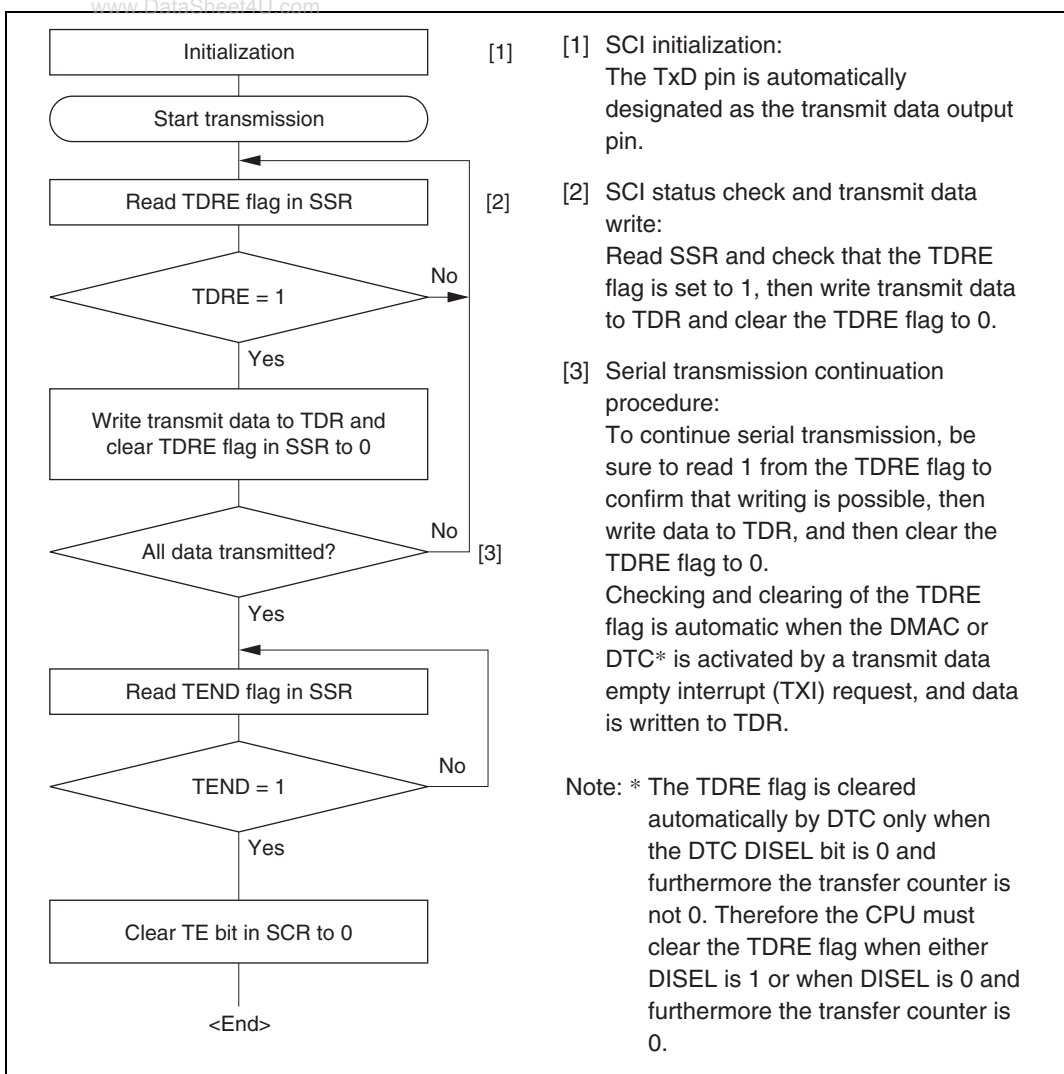 www.DataSheet4U.com
Initialization
[1]
Start transmission
Read TDRE flag in SSR
[2]
TDRE = 1
No
Yes
Write transmit data to TDR and
clear TDRE flag in SSR to 0
All data transmitted?
No
[3]
Yes
Read TEND flag in SSR
TEND = 1
No
Yes
Clear TE bit in SCR to 0
<End>
[1] SCI initialization:
The TxD pin is automatically
designated as the transmit data output
pin.
[2] SCI status check and transmit data
write:
Read SSR and check that the TDRE
flag is set to 1, then write transmit data
to TDR and clear the TDRE flag to 0.
[3] Serial transmission continuation
procedure:
To continue serial transmission, be
sure to read 1 from the TDRE flag to
confirm that writing is possible, then
write data to TDR, and then clear the
TDRE flag to 0.
Checking and clearing of the TDRE
flag is automatic when the DMAC or
DTC* is activated by a transmit data
empty interrupt (TXI) request, and data
is written to TDR.
Note: * The TDRE flag is cleared
automatically by DTC only when
the DTC DISEL bit is 0 and
furthermore the transfer counter is
not 0. Therefore the CPU must
clear the TDRE flag when either
DISEL is 1 or when DISEL is 0 and
furthermore the transfer counter is
0.